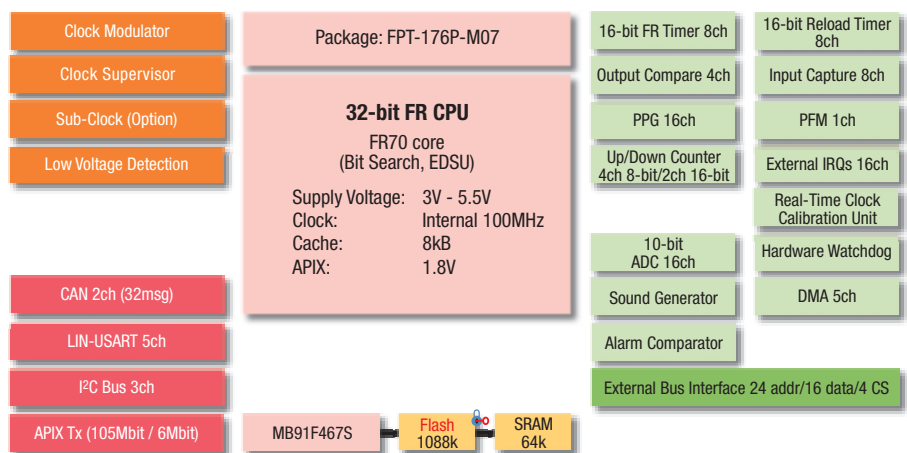 Clock Modulator
Clock Supervisor
Sub-Clock (Option)
Low Voltage Detection
CAN 2ch (32msg)
LIN-USART 5ch
I²C Bus 3ch
APIX Tx (105Mbit / 6Mbit)
Package: FPT-176P-M07
32-bit FR CPU
FR70 core
(Bit Search, EDSU)
Supply Voltage: 3V - 5.5V
Clock: Internal 100MHz
Cache: 8kB
APIX: 1.8V
MB91F467S
Flash
1088k
SRAM
64k
16-bit FR Timer 8ch
Output Compare 4ch
PPG 16ch
Up/Down Counter
4ch 8-bit/2ch 16-bit
10-bit
ADC 16ch
Sound Generator
Alarm Comparator
16-bit Reload Timer
8ch
Input Capture 8ch
PFM 1ch
External IRQs 16ch
Real-Time Clock
Calibration Unit
Hardware Watchdog
DMA 5ch
External Bus Interface 24 addr/16 data/4 CS